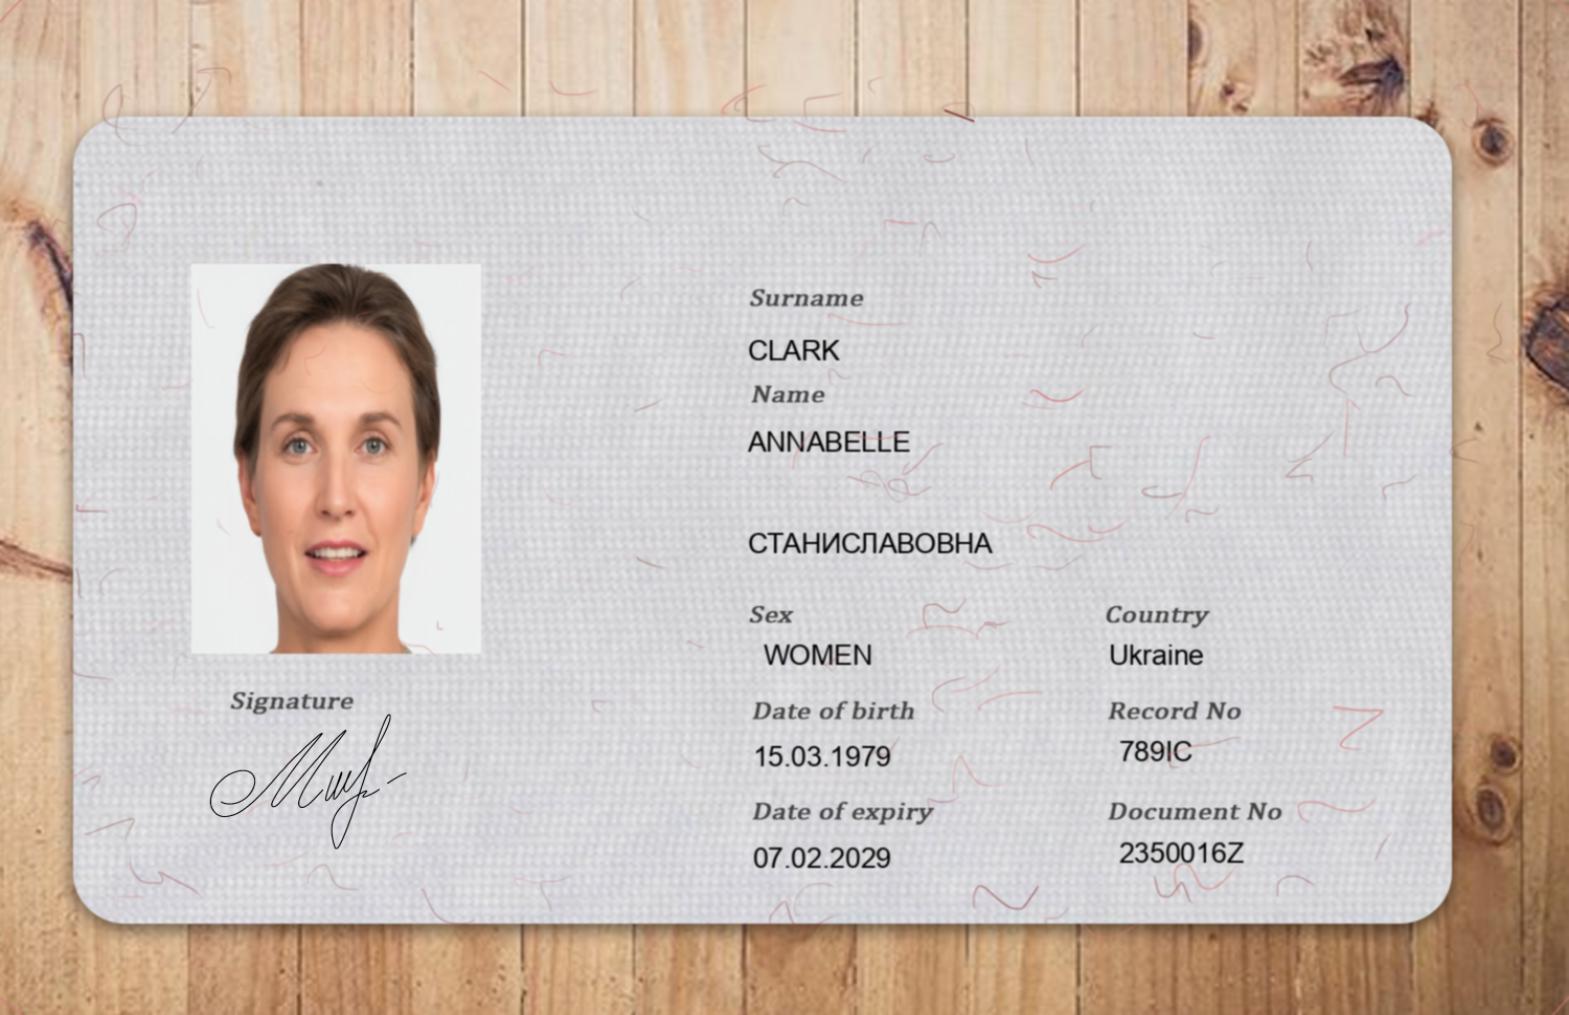 Surname
CLARK
Name
ANNABELLE
СТАНИСЛАВОВНА
Sex
Country
WOMEN
Ukraine
Date of birth
Record No
15.03.1979
789IC
Date of expiry
Document No
07.02.2029
2350016Z
Signature